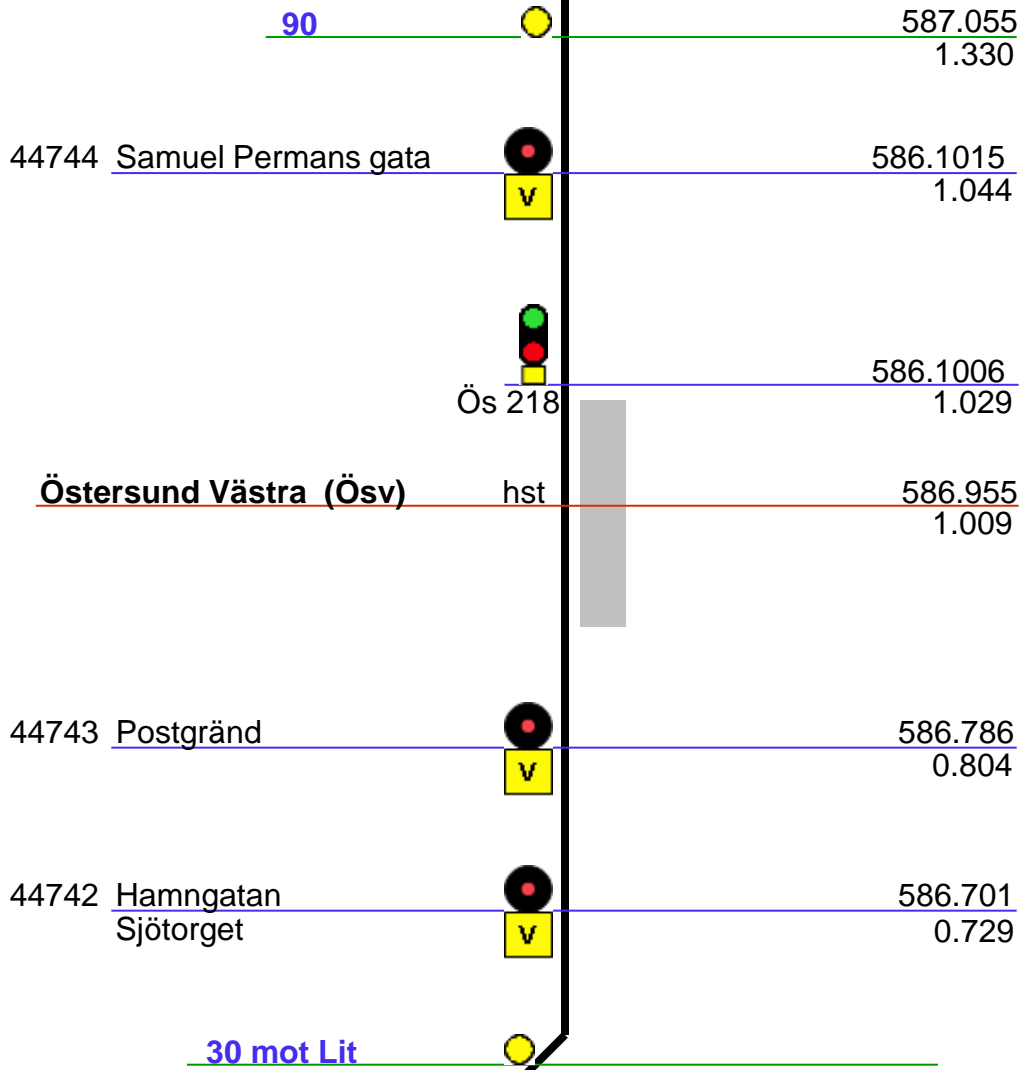 90 587.055
1.330
44744 Samuel Permans gata 586.1015
V 1.044
586.1006
Ös 218 1.029
Östersund Västra (Ösv) hst 586.955
1.009
44743 Postgränd 586.786
V 0.804
44742 Hamngatan 586.701
Sjötorget V 0.729
30 mot Lit